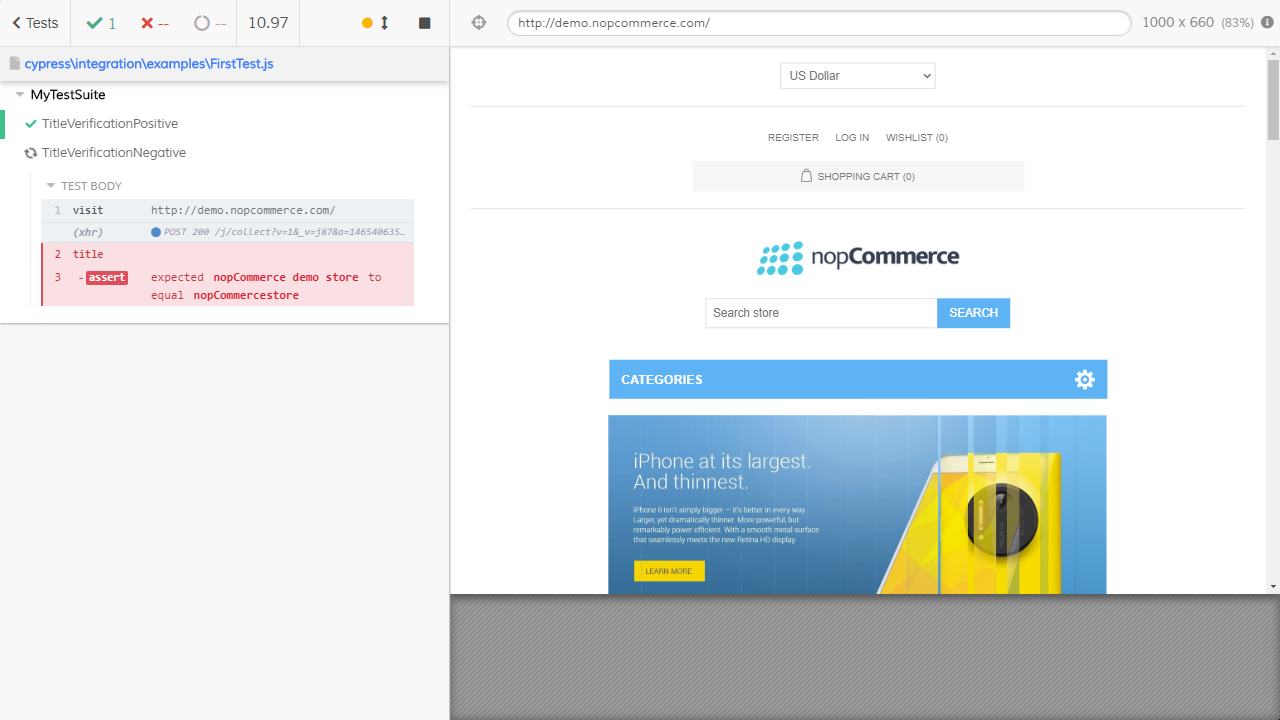 Tests
1
--
--
10.97
cypress\integration\examples\FirstTest.js
MyTestSuite
TitleVerificationPositive
TitleVerificationNegative
TEST BODY
1 visit http://demo.nopcommerce.com/
(xhr) POST 200 /j/collect?v=1&_v=j87&a=146540635…
2 title
3 -assert expected nopCommerce demo store to
equal nopCommercestore
http://demo.nopcommerce.com/
1000 x 660 (83%)
US Dollar
REGISTER LOG IN WISHLIST (0)
SHOPPING CART (0)
nopCommerce
Search store
SEARCH
CATEGORIES
iPhone at its largest.
And thinnest.
iPhone 6 isn't simply bigger — it's better in every way.
Larger, yet dramatically thinner. More powerful, but
remarkably power efficient. With a smooth metal surface
that seamlessly meets the new Retina HD display.
LEARN MORE
NOKIA